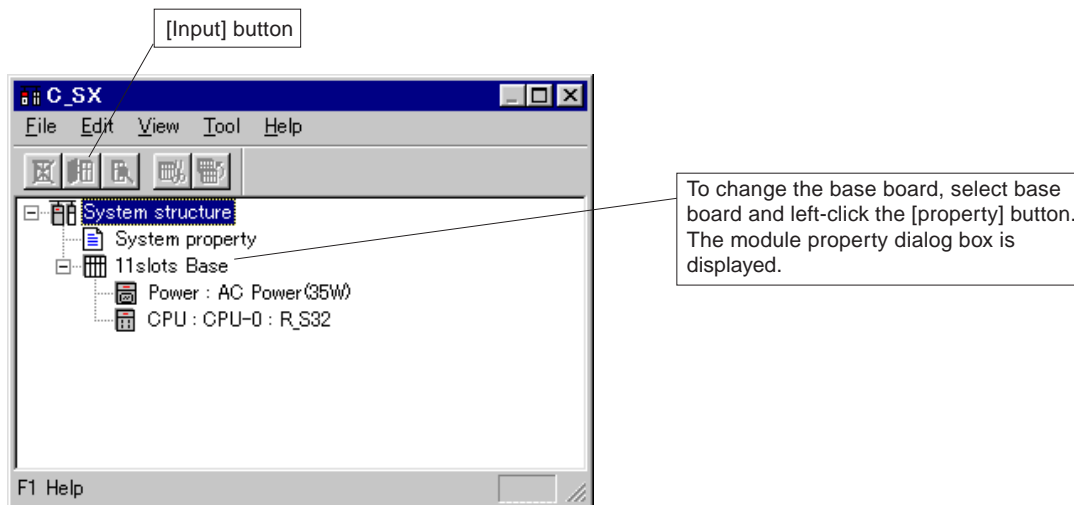 [Input] button
C_SX
File Edit View Tool Help
System structure
System property
11slots Base
Power : AC Power(35W)
CPU : CPU-0 : R_S32
F1 Help
To change the base board, select base
board and left-click the [property] button.
The module property dialog box is
displayed.